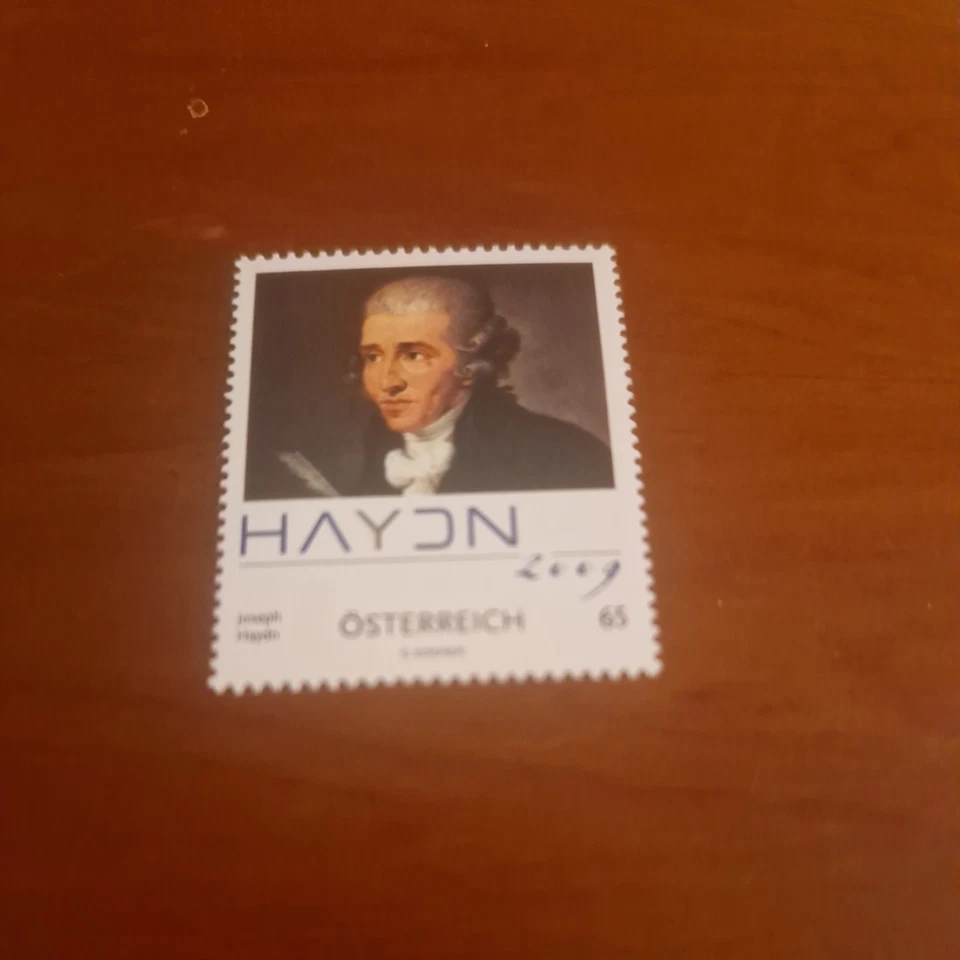 HAYDN
2009
Joseph
Haydn
ÖSTERREICH
65